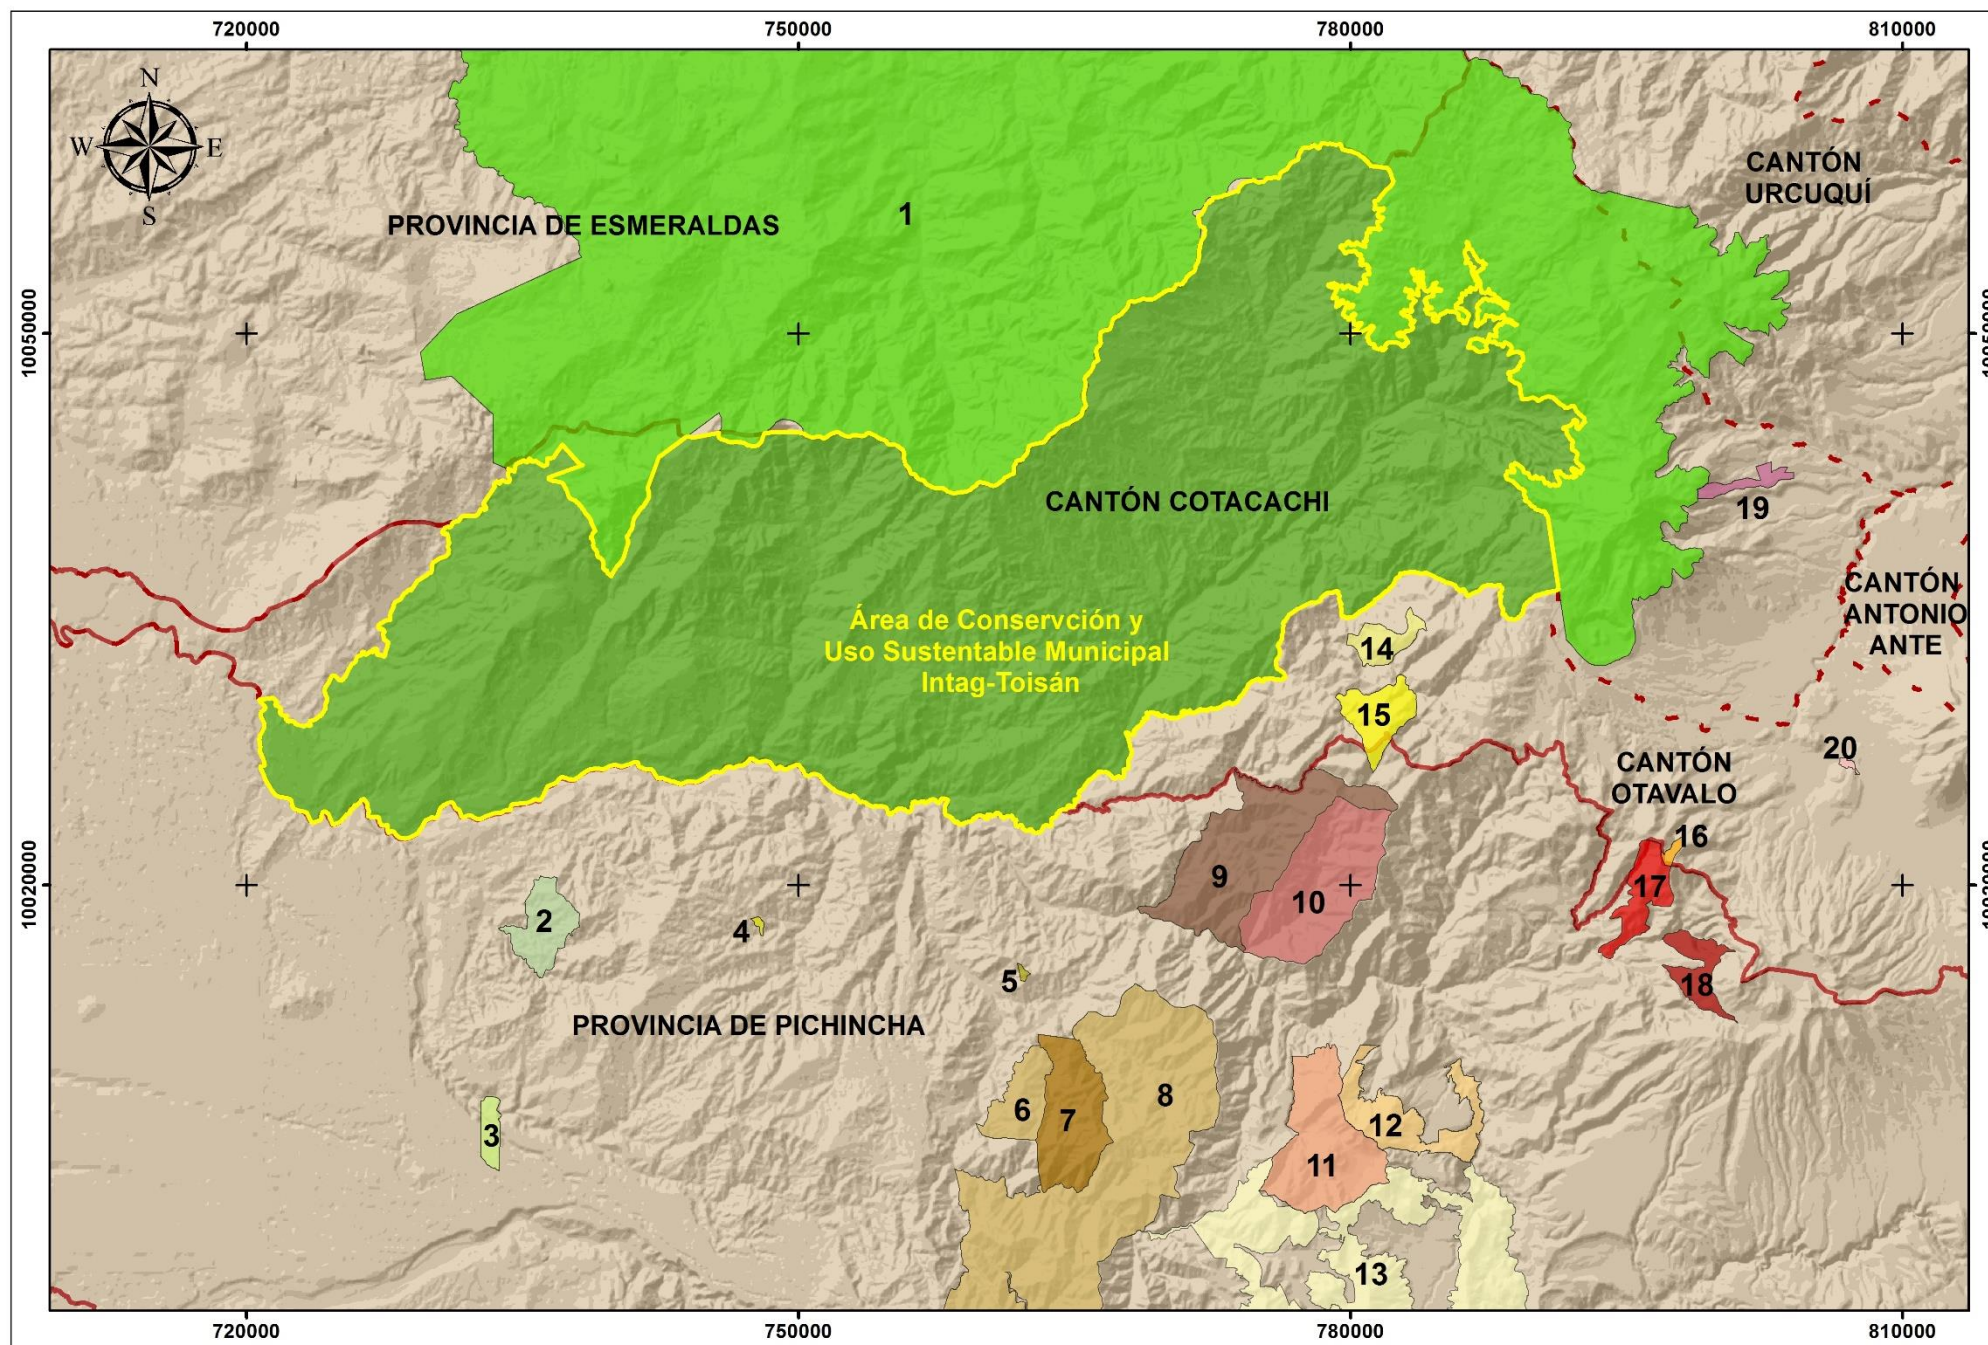 720000
750000
780000
810000
N
W E
S
CANTÓN
URCUQUÍ
1
PROVINCIA DE ESMERALDAS
10050000
CANTÓN COTACACHI
19
CANTÓN
ANTONIO
ANTE
Área de Conservción y
Uso Sustentable Municipal
Intag-Toisán
14
15
20
CANTÓN
OTAVALO
16
9
17
10
10020000
2
4
5
18
PROVINCIA DE PICHINCHA
8
6
7
12
3
11
13
720000
750000
780000
810000